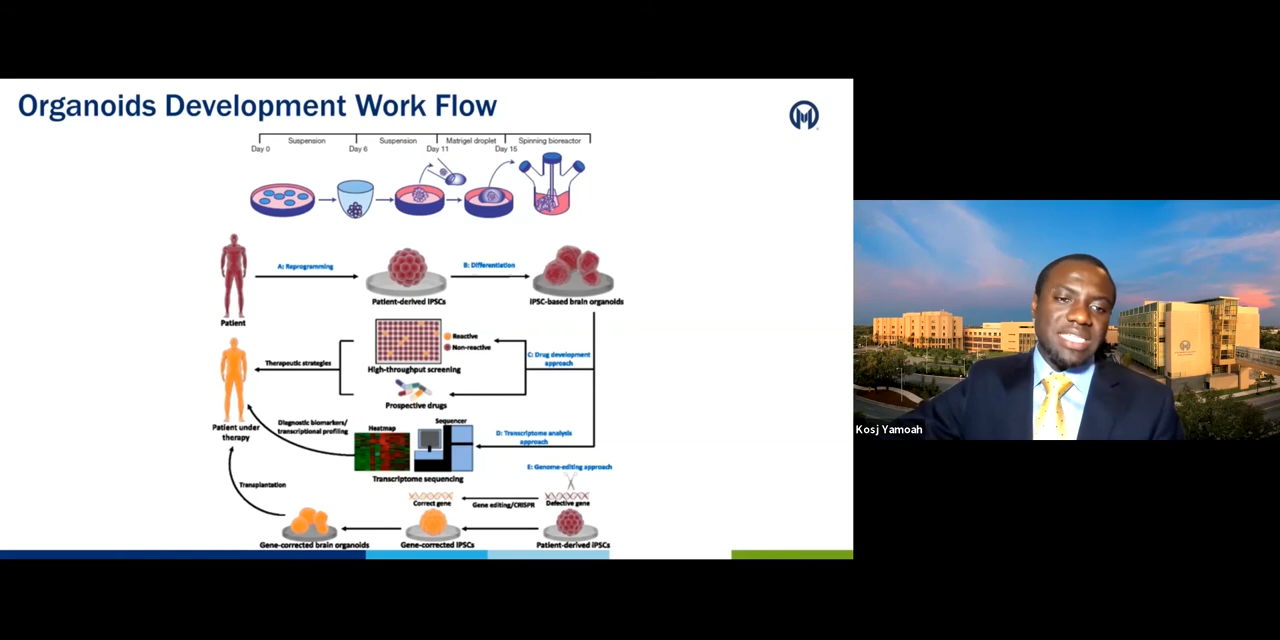 Organoids Development Work Flow
Suspension
Suspension
Matrigel droplet
Spinning bioreactor
Day 0
Day 6
Day 11
Day 15
A: Reprogramming
B: Differentiation
Patient
Patient-derived iPSCs
iPSC-based brain organoids
Reactive
Non-reactive
High-throughput screening
Prospective drugs
Therapeutic strategies
C: Drug development
approach
Patient under
therapy
Diagnostic biomarkers/
transcriptional profiling
Heatmap
Sequencer
Transcriptome sequencing
D: Transcriptome analysis
approach
E: Genome-editing approach
Transplantation
Correct gene
Gene editing/CRISPR
Defective gene
Gene-corrected brain organoids
Gene-corrected iPSCs
Patient-derived iPSCs
Kosj Yamoah